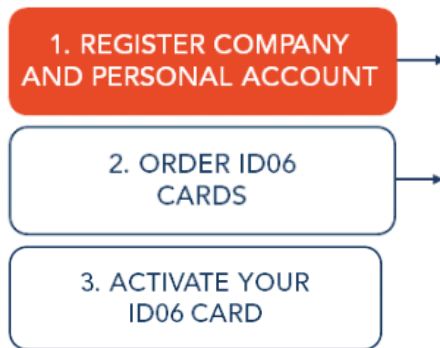 1. REGISTER COMPANY
AND PERSONAL ACCOUNT
2. ORDER ID06
CARDS
3. ACTIVATE YOUR
ID06 CARD